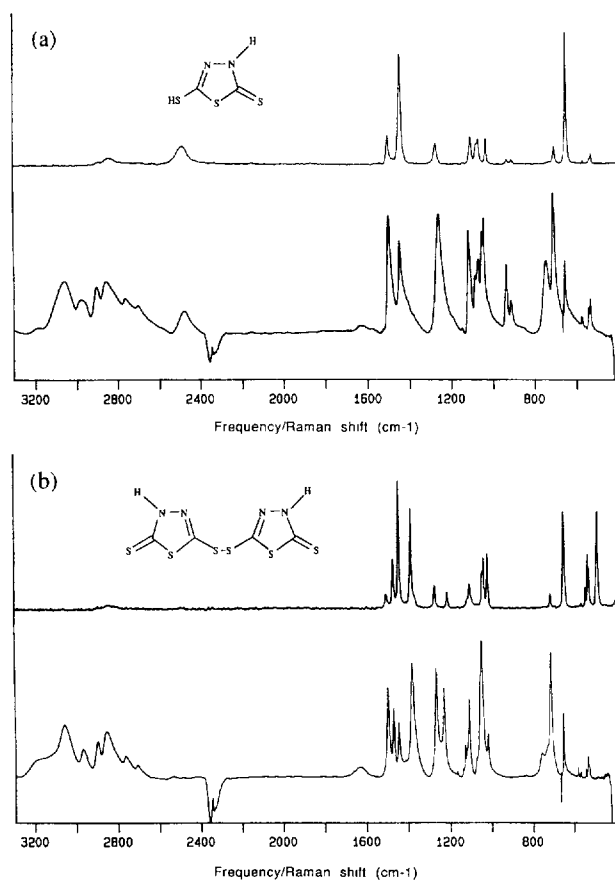 (a)
H
N N
HS S S
3200 2800 2400 2000 1600 1200 800
Frequency/Raman shift (cm-1)
(b)
H H
N N N N
S S S-S S S
3200 2800 2400 2000 1600 1200 800
Frequency/Raman shift (cm-1)